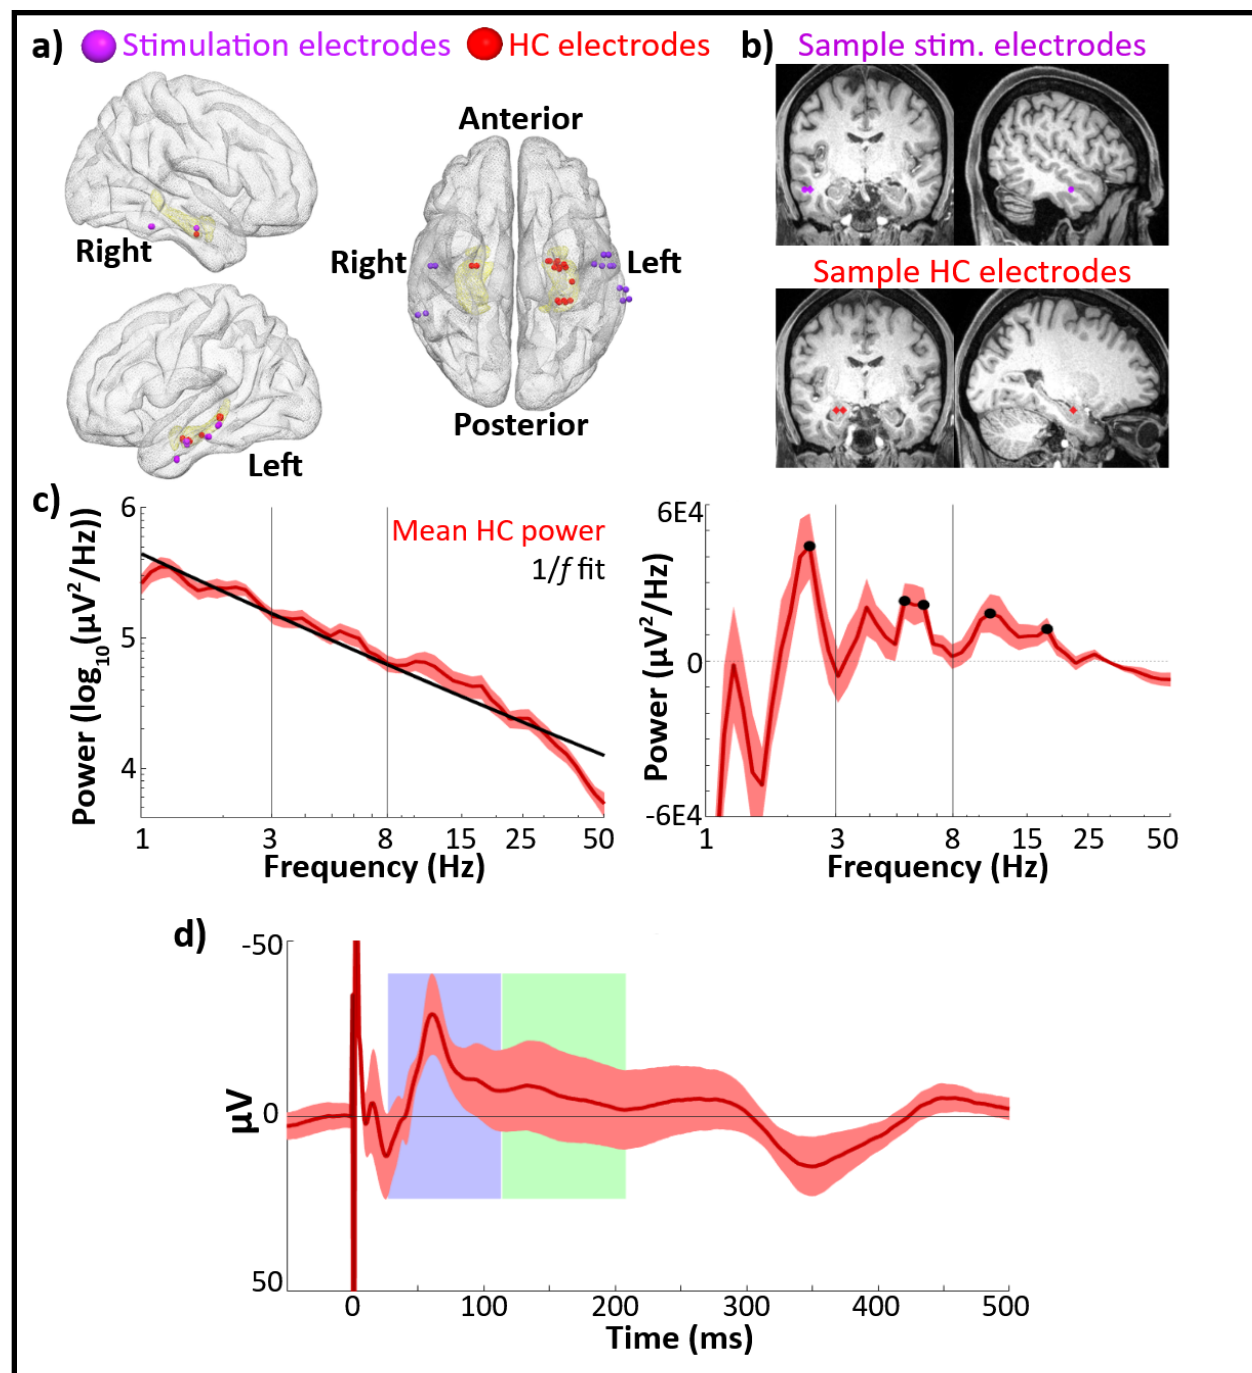 a) Stimulation electrodes HC electrodes
Right
Left
Anterior
Right Left
Posterior
b) Sample stim. electrodes
Sample HC electrodes
c)
Power (log10(µV²/Hz))
6
5
4
Mean HC power
1/f fit
1 3 8 15 25 50
Frequency (Hz)
Power (µV²/Hz)
6E4
0
-6E4
1 3 8 15 25 50
Frequency (Hz)
d)
µV
-50
0
50
0 100 200 300 400 500
Time (ms)